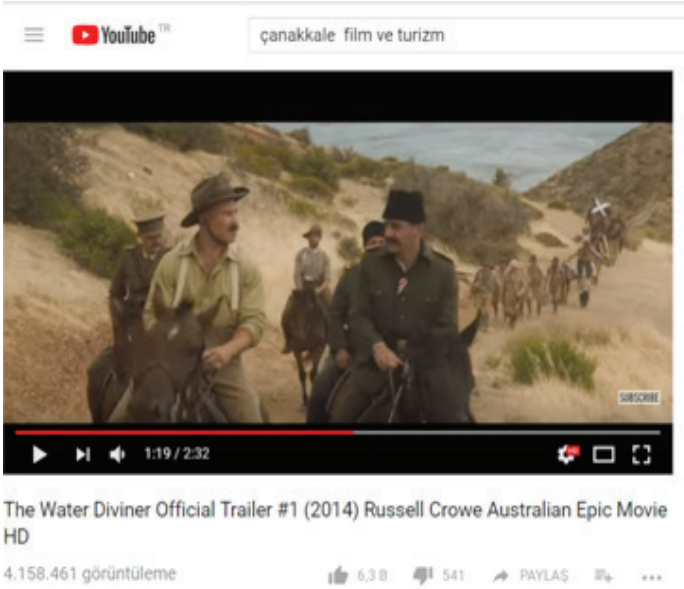 YouTube TR
çanakkale film ve turizm
SUBSCRIBE
1:19 / 2:32
HD
The Water Diviner Official Trailer #1 (2014) Russell Crowe Australian Epic Movie
HD
4.158.461 görüntüleme
6,3 B 541 PAYLAŞ